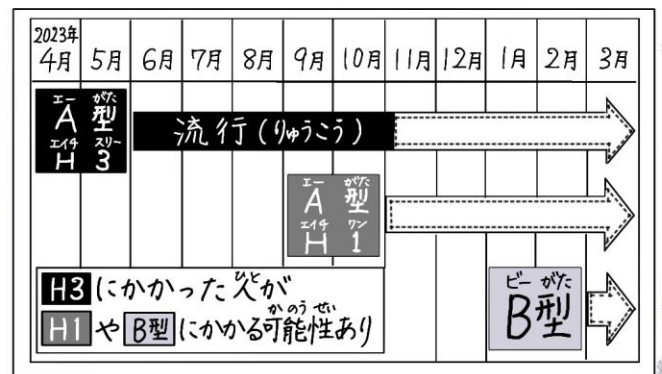 2023年
4月 5月 6月 7月 8月 9月 10月 11月 12月 1月 2月 3月
エー がた
A型
エイチ スリー
H3
流行(りゅうこう)
エー がた
A型
エイチ ワン
H1
ビー がた
B型
ひと
H3にかかった人が
かのうせい
H1やB型にかかる可能性あり